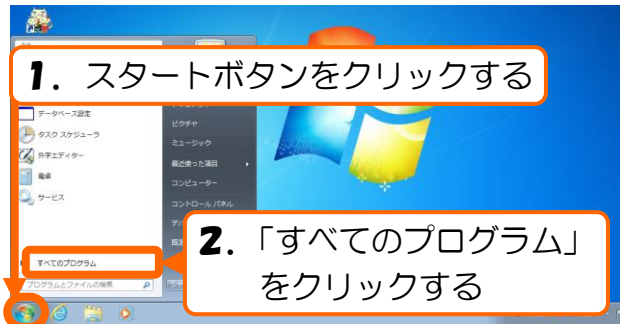 1. スタートボタンをクリックする
データベース設定
タスク スケジューラ
外字エディター
電卓
サービス
すべてのプログラム
プログラムとファイルの検索
ピクチャ
ミュージック
最近使った項目
コンピューター
コントロール パネル
2.「すべてのプログラム」
をクリックする